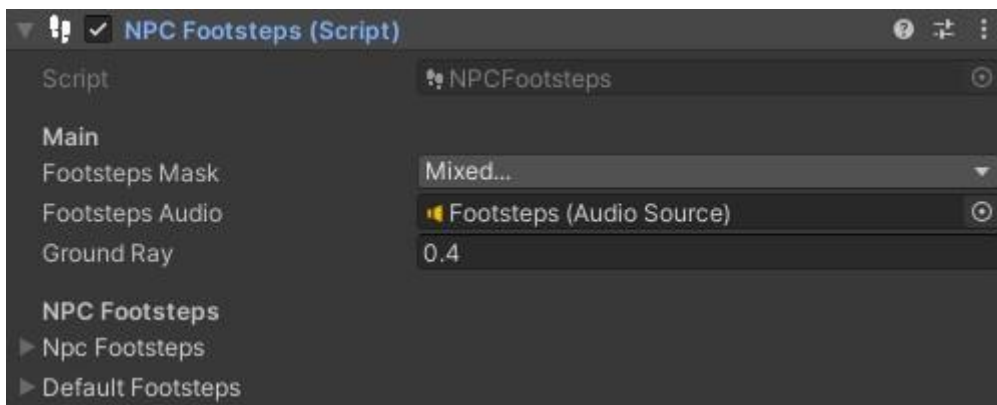 NPC Footsteps (Script)
Script NPCFootsteps
Main
Footsteps Mask Mixed...
Footsteps Audio Footsteps (Audio Source)
Ground Ray 0.4
NPC Footsteps
Npc Footsteps
Default Footsteps